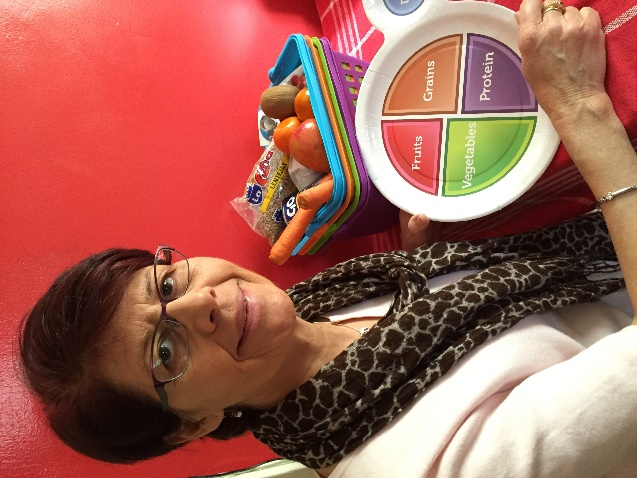 Fruits
Grains
Vegetables
Protein